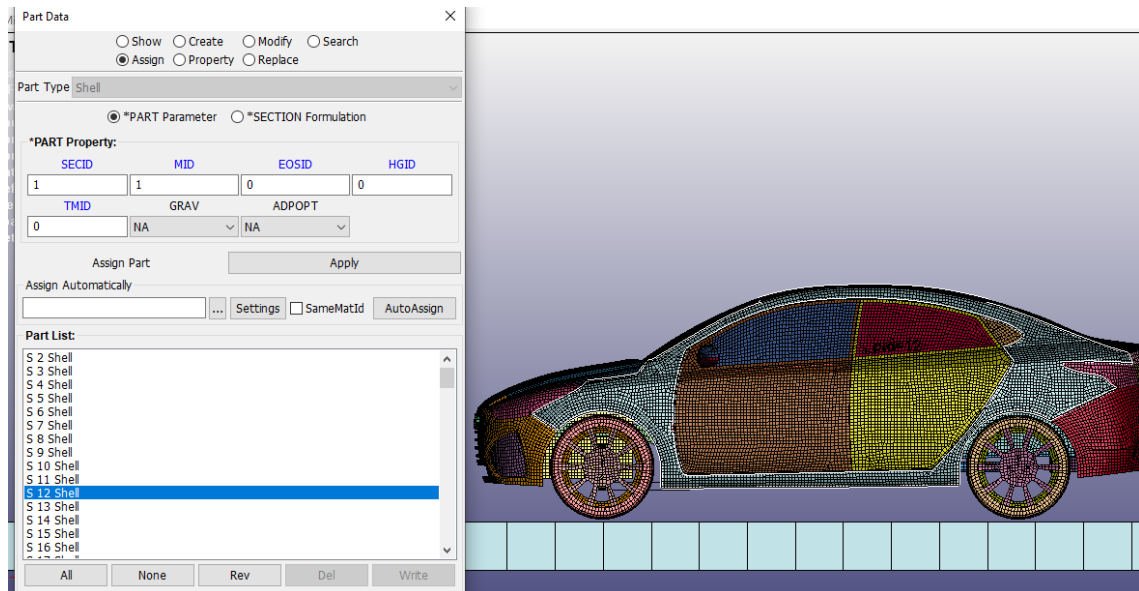 Part Data
Show Create Modify Search
Assign Property Replace
Part Type Shell
*PART Parameter *SECTION Formulation
*PART Property:
SECID MID EOSID HGID
1 1 0 0
TMID GRAV ADPOPT
0 NA NA
Assign Part Apply
Assign Automatically
... Settings SameMatId AutoAssign
Part List:
S 2 Shell
S 3 Shell
S 4 Shell
S 5 Shell
S 6 Shell
S 7 Shell
S 8 Shell
S 9 Shell
S 10 Shell
S 11 Shell
S 12 Shell
S 13 Shell
S 14 Shell
S 15 Shell
S 16 Shell
S 17 Shell
All None Rev Del Write